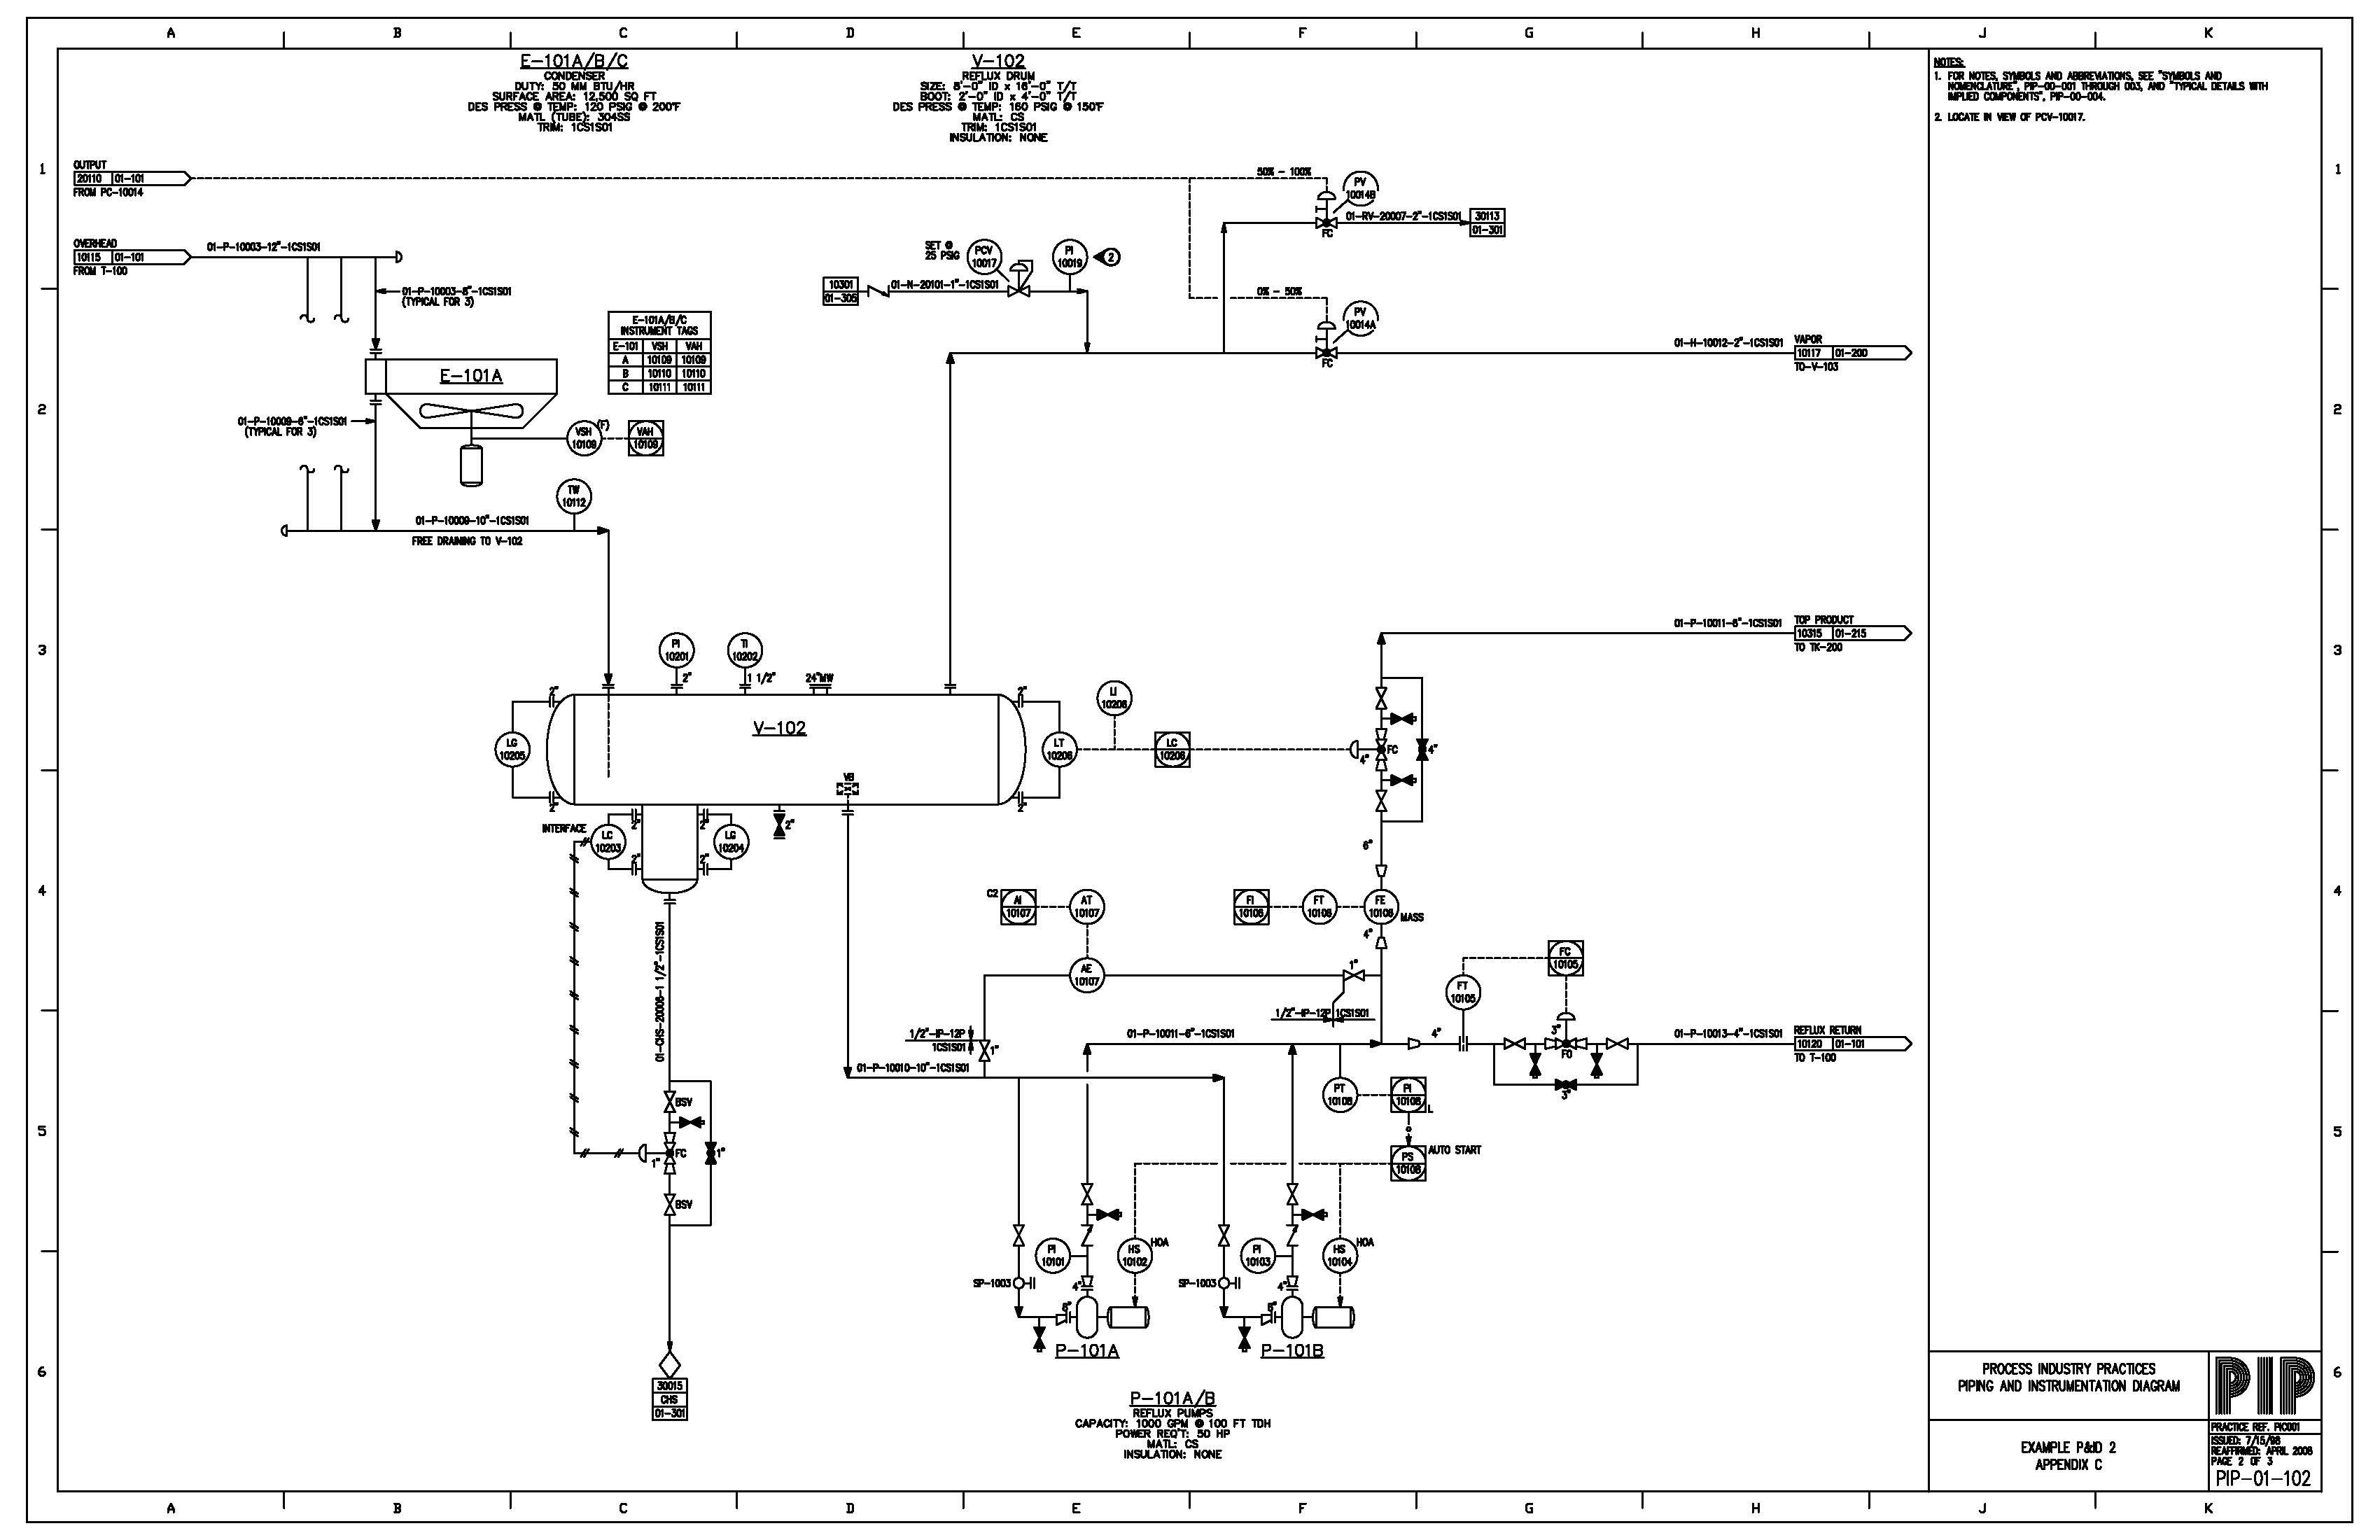 A B C D E F G H J K
E-101A/B/C
CONDENSER
DUTY: 50 MM BTU/HR
SURFACE AREA: 12,500 SQ FT
DES PRESS @ TEMP: 120 PSIG @ 200°F
MATL (TUBE): 304SS
TRIM: 1CS1S01
V-102
REFLUX DRUM
SIZE: 8'-0" ID x 16'-0" T/T
BOOT: 2'-0" ID x 4'-0" T/T
DES PRESS @ TEMP: 160 PSIG @ 150°F
MATL: CS
TRIM: 1CS1S01
INSULATION: NONE
NOTES:
1. FOR NOTES, SYMBOLS AND ABBREVIATIONS, SEE "SYMBOLS AND
NOMENCLATURE", PIP-00-001 THROUGH 003, AND "TYPICAL DETAILS WITH
IMPLIED COMPONENTS", PIP-00-004.
2. LOCATE IN VIEW OF PCV-10017.
1
1
OUTPUT
20110 01-101
FROM PC-10014
50% - 100%
PV
10014B
FC
01-RV-20007-2"-1CS1S01
30113
01-301
OVERHEAD
10115 01-101
FROM T-100
01-P-10003-12"-1CS1S01
01-P-10003-8"-1CS1S01
(TYPICAL FOR 3)
SET @
25 PSIG
PCV
10017
PI
10019
2
10301
01-305
01-N-20101-1"-1CS1S01
0% - 50%
PV
10014A
FC
01-H-10012-2"-1CS1S01
VAPOR
10117 01-200
TO-V-103
E-101A/B/C
INSTRUMENT TAGS
E-101 VSH VAH
A 10109 10109
B 10110 10110
C 10111 10111
E-101A
2
2
01-P-10009-6"-1CS1S01
(TYPICAL FOR 3)
VSH
10109
(F)
VAH
10109
TW
10112
01-P-10009-10"-1CS1S01
FREE DRAINING TO V-102
3
3
PI
10201
2"
TI
10202
1 1/2"
24"MW
01-P-10011-6"-1CS1S01
TOP PRODUCT
10315 01-215
TO TK-200
2"
2"
V-102
LG
10205
LT
10206
LI
10206
LC
10206
4"
FC
4"
2"
2"
VB
INTERFACE
LC
10203
2"
2"
LG
10204
2"
2"
2"
6"
4
4
C2
AI
10107
AT
10107
FI
10106
FT
10106
FE
10106
MASS
4"
AE
10107
1"
01-CHS-20008-1 1/2"-1CS1S01
1/2"-IP-12P
1CS1S01
1"
1/2"-IP-12P 1CS1S01
01-P-10011-6"-1CS1S01
01-P-10010-10"-1CS1S01
4"
FT
10105
FC
10105
3"
FO
3"
01-P-10013-4"-1CS1S01
REFLUX RETURN
10120 01-101
TO T-100
5
5
BSV
FC
1"
1"
BSV
PT
10108
PI
10108
L
PS
10108
AUTO START
PI
10101
HS
10102
HOA
PI
10103
HS
10104
HOA
SP-1003
4"
8"
P-101A
SP-1003
4"
8"
P-101B
6
6
30015
CHS
01-301
P-101A/B
REFLUX PUMPS
CAPACITY: 1000 GPM @ 100 FT TDH
POWER REQ'T: 50 HP
MATL: CS
INSULATION: NONE
PROCESS INDUSTRY PRACTICES
PIPING AND INSTRUMENTATION DIAGRAM
PIP
PRACTICE REF. PIC001
ISSUED: 7/15/98
REAFFIRMED: APRIL 2008
PAGE 2 OF 3
EXAMPLE P&ID 2
APPENDIX C
PIP-01-102
A B C D E F G H J K